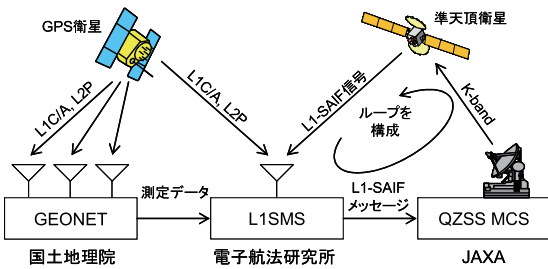 GPS衛星
準天頂衛星
L1C/A, L2P
L1C/A, L2P
L1-SAIF信号
ループを
構成
K-band
測定データ
L1-SAIF
メッセージ
GEONET
L1SMS
QZSS MCS
国土地理院
電子航法研究所
JAXA